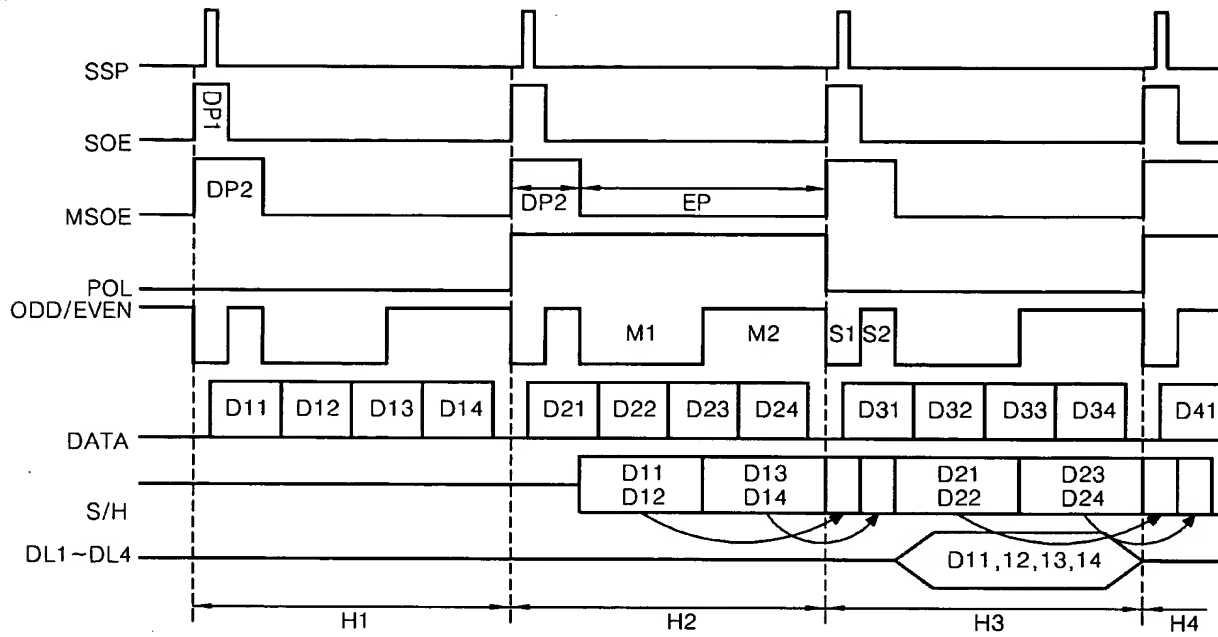 SSP
DP1
SOE
DP2 DP2 EP
MSOE
POL
ODD/EVEN
M1 M2 S1 S2
D11 D12 D13 D14 D21 D22 D23 D24 D31 D32 D33 D34 D41
DATA
D11 D13 D21 D23
D12 D14 D22 D24
S/H
DL1~DL4 D11,12,13,14
H1 H2 H3 H4